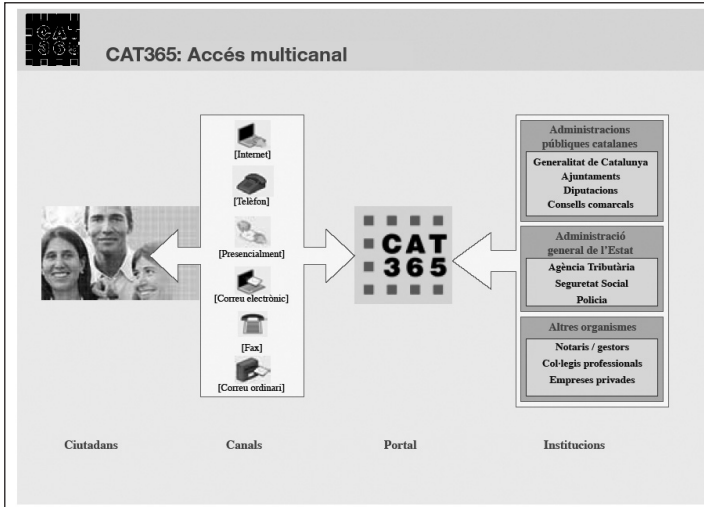 CAT
365
CAT365: Accés multicanal
[Internet]
[Telèfon]
[Presencialment]
[Correu electrònic]
[Fax]
[Correu ordinari]
CAT
365
Administracions
públiques catalanes
Generalitat de Catalunya
Ajuntaments
Diputacions
Consells comarcals
Administració
general de l’Estat
Agència Tributària
Seguretat Social
Policia
Altres organismes
Notaris / gestors
Col·legis professionals
Empreses privades
Ciutadans
Canals
Portal
Institucions